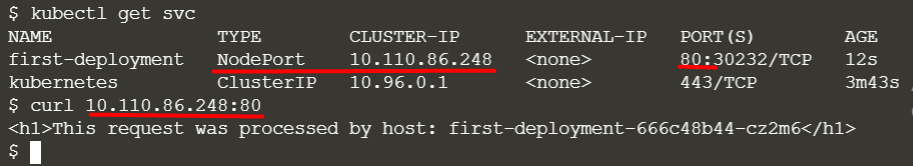 $ kubectl get svc
NAME TYPE CLUSTER-IP EXTERNAL-IP PORT(S) AGE
first-deployment NodePort 10.110.86.248 <none> 80:30232/TCP 12s
kubernetes ClusterIP 10.96.0.1 <none> 443/TCP 3m43s
$ curl 10.110.86.248:80
<h1>This request was processed by host: first-deployment-666c48b44-cz2m6</h1>
$